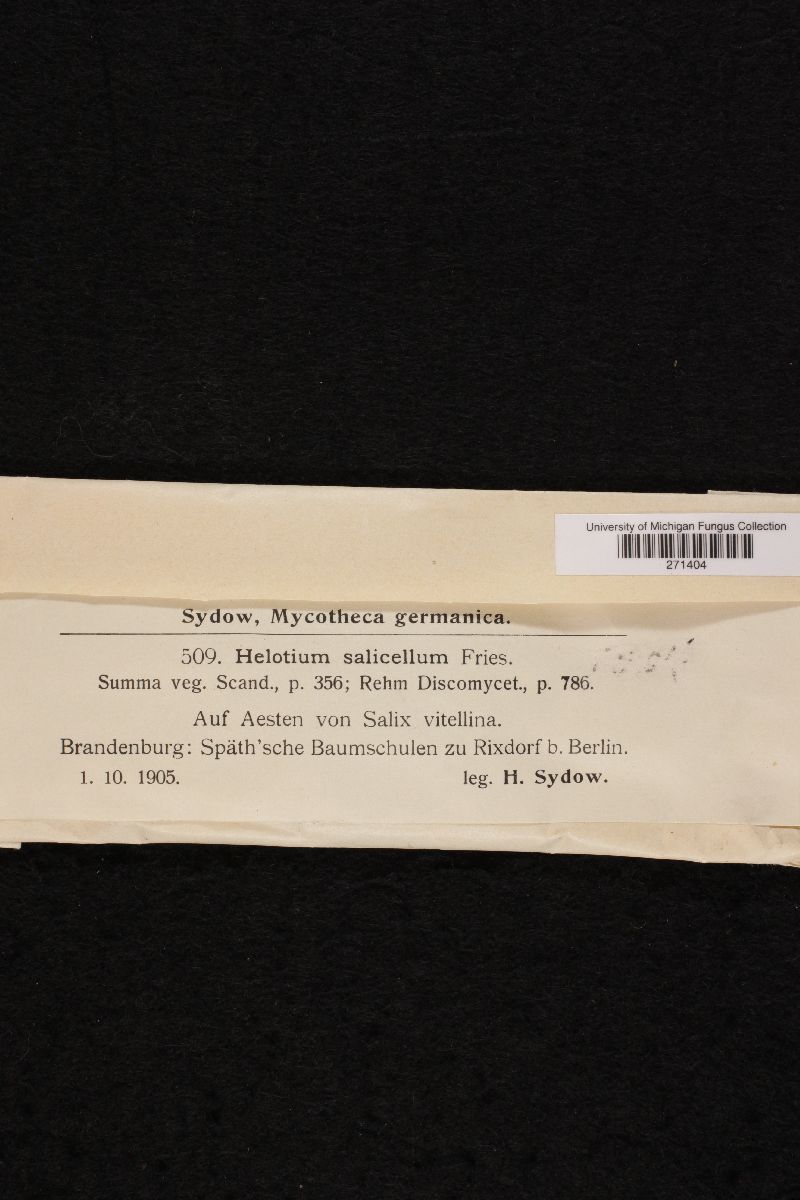 University of Michigan Fungus Collection
271404
Sydow, Mycotheca germanica.
509. Helotium salicellum Fries.
Summa veg. Scand., p. 356; Rehm Discomycet., p. 786.
Auf Aesten von Salix vitellina.
Brandenburg: Späth'sche Baumschulen zu Rixdorf b. Berlin.
1. 10. 1905. leg. H. Sydow.